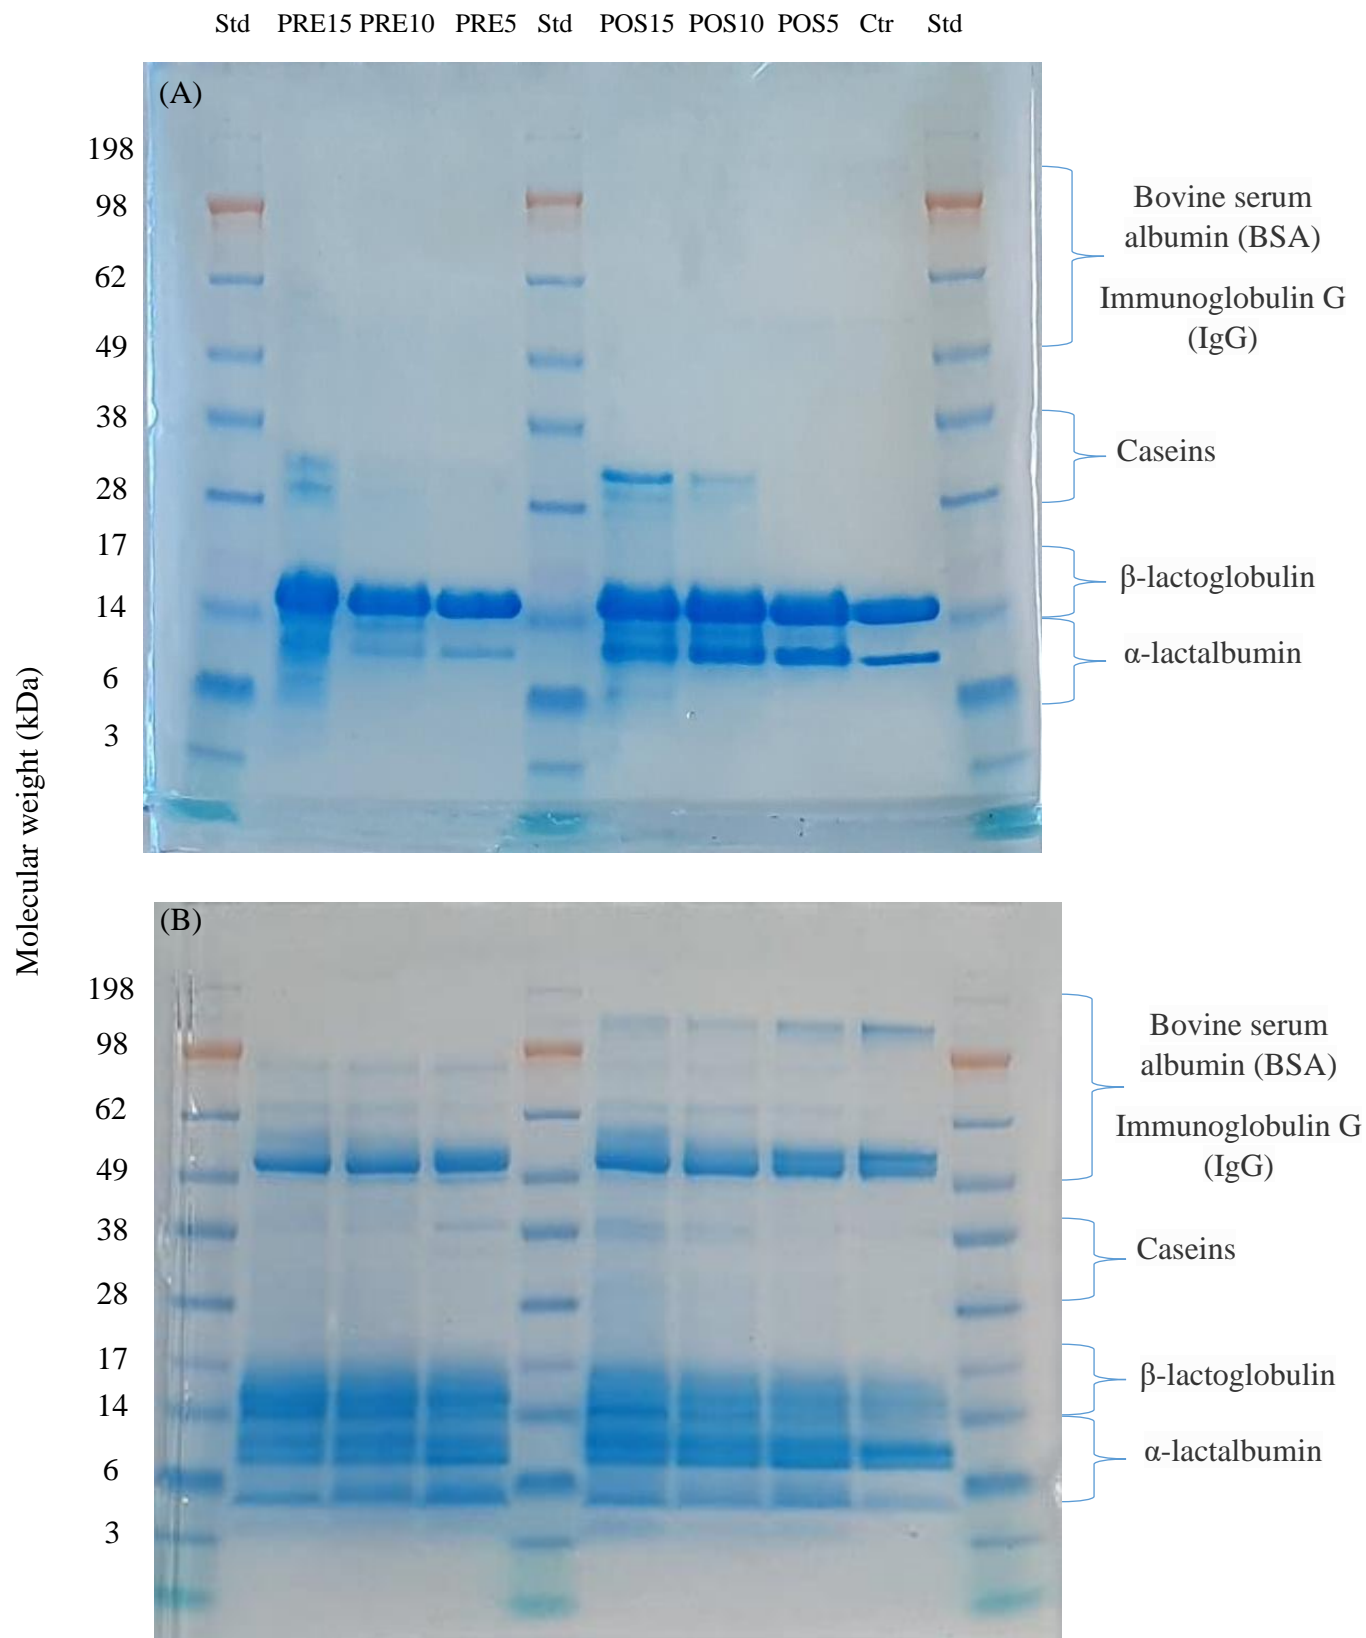 Std PRE15 PRE10 PRE5 Std POS15 POS10 POS5 Ctr Std
Molecular weight (kDa)
(A)
198
98
62
49
38
28
17
14
6
3
Bovine serum
albumin (BSA)
Immunoglobulin G
(IgG)
Caseins
β-lactoglobulin
α-lactalbumin
(B)
198
98
62
49
38
28
17
14
6
3
Bovine serum
albumin (BSA)
Immunoglobulin G
(IgG)
Caseins
β-lactoglobulin
α-lactalbumin